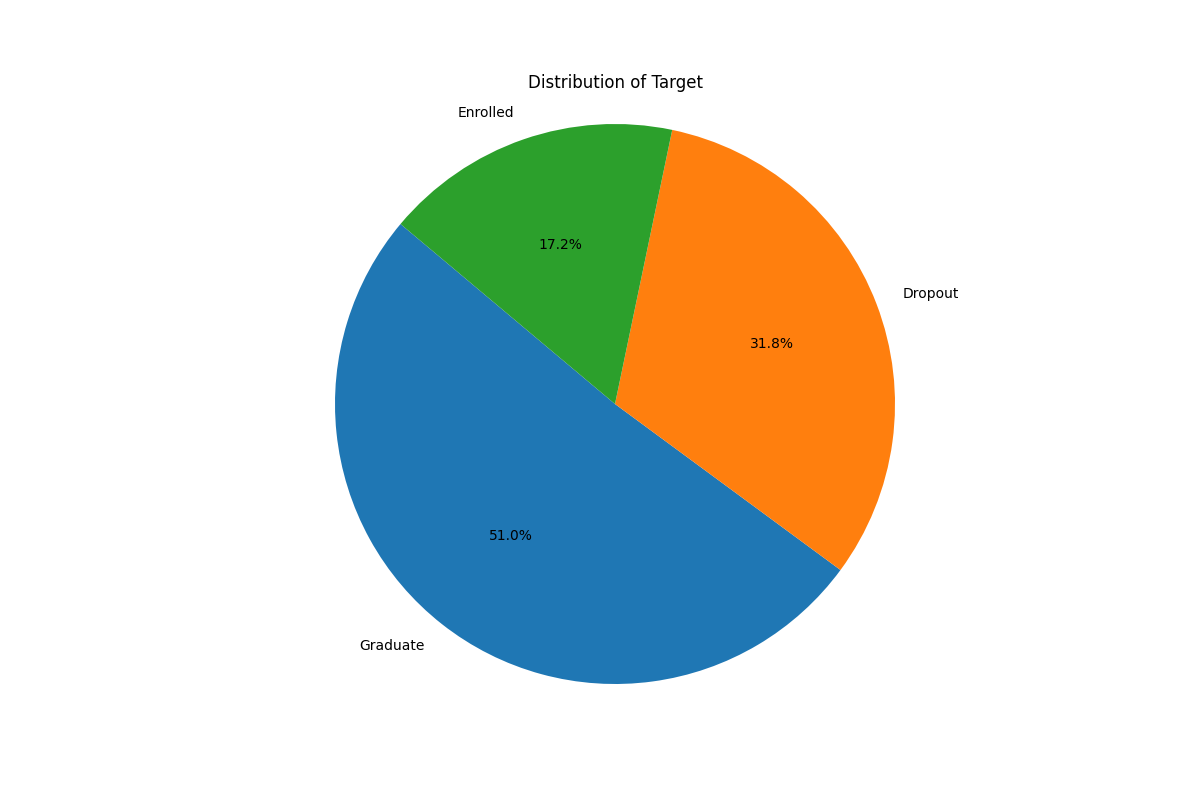 Distribution of Target
Enrolled
17.2%
Dropout
31.8%
51.0%
Graduate